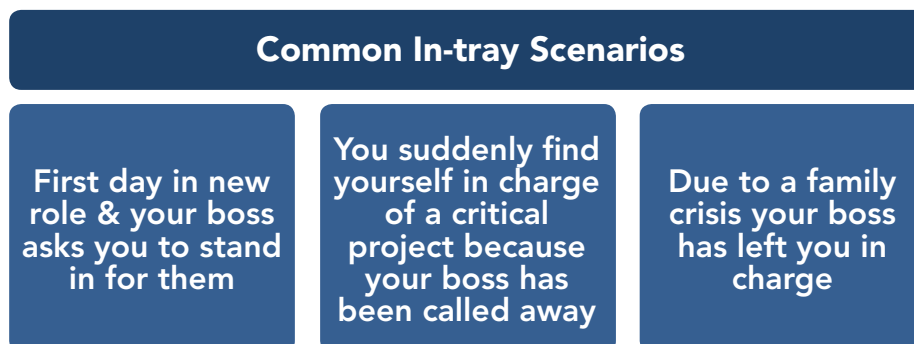 Common In-tray Scenarios
First day in new
role & your boss
asks you to stand
in for them
You suddenly find
yourself in charge
of a critical
project because
your boss has
been called away
Due to a family
crisis your boss
has left you in
charge